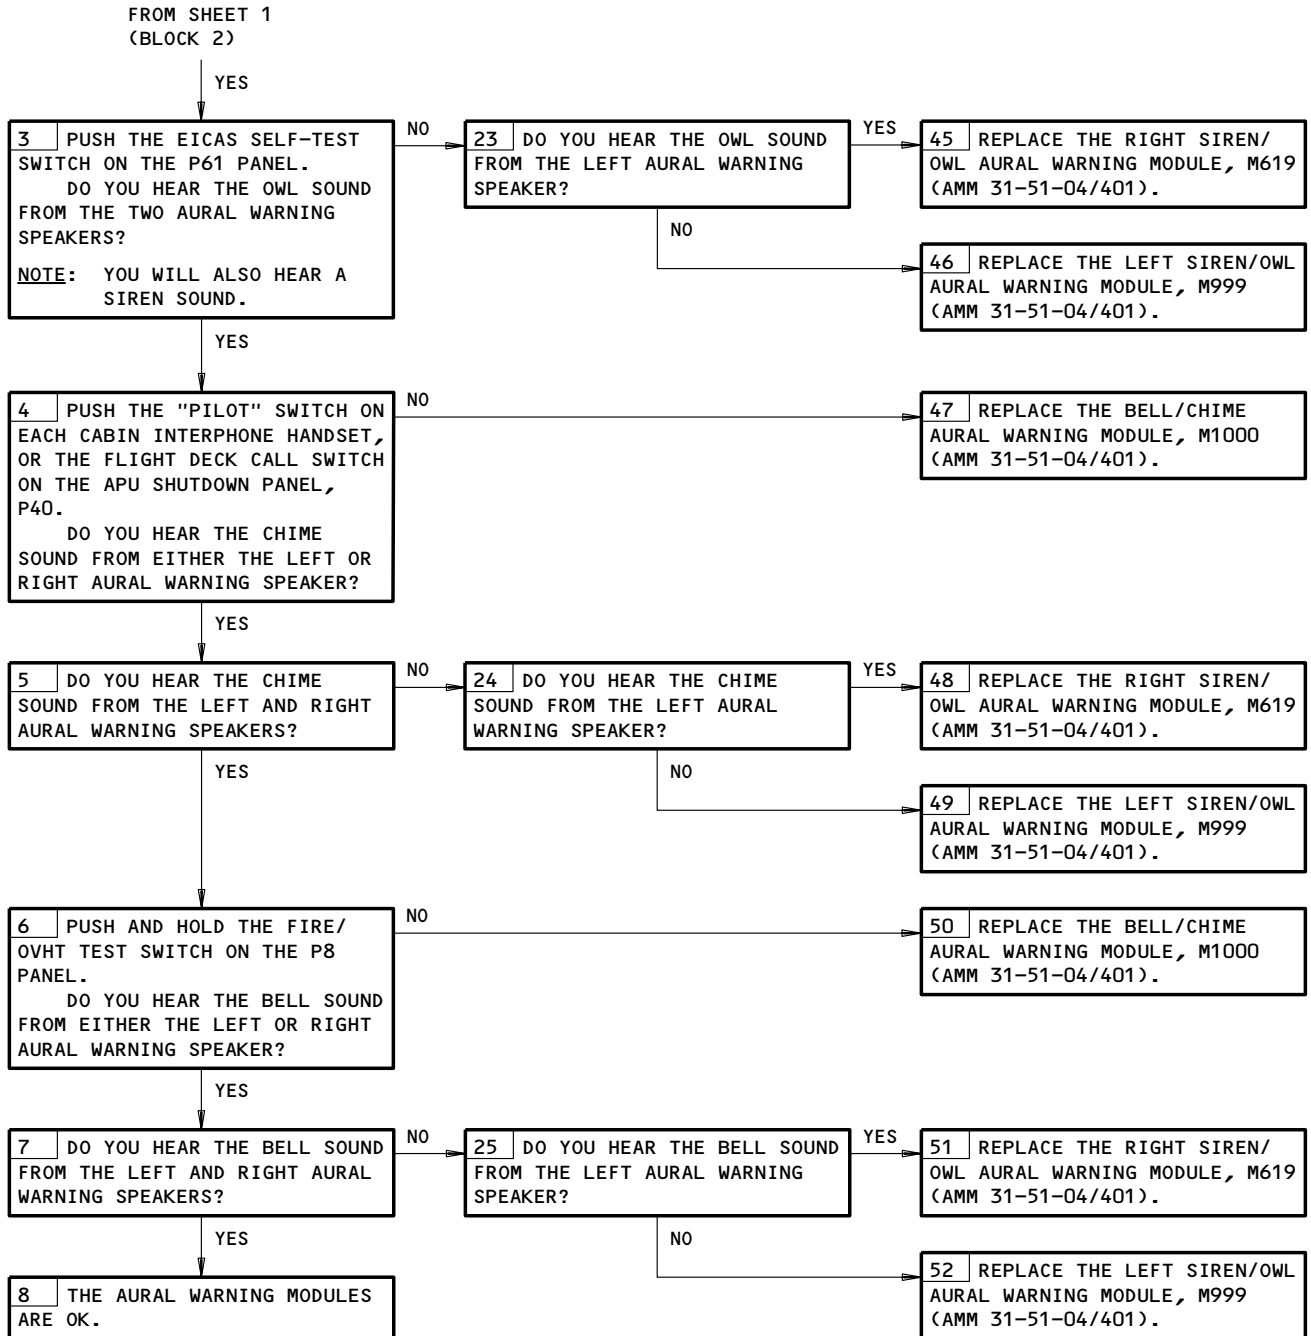 FROM SHEET 1
(BLOCK 2)
YES
3 PUSH THE EICAS SELF-TEST
SWITCH ON THE P61 PANEL.
DO YOU HEAR THE OWL SOUND
FROM THE TWO AURAL WARNING
SPEAKERS?
NOTE: YOU WILL ALSO HEAR A
SIREN SOUND.
NO
23 DO YOU HEAR THE OWL SOUND
FROM THE LEFT AURAL WARNING
SPEAKER?
YES
45 REPLACE THE RIGHT SIREN/
OWL AURAL WARNING MODULE, M619
(AMM 31-51-04/401).
NO
46 REPLACE THE LEFT SIREN/OWL
AURAL WARNING MODULE, M999
(AMM 31-51-04/401).
YES
4 PUSH THE "PILOT" SWITCH ON
EACH CABIN INTERPHONE HANDSET,
OR THE FLIGHT DECK CALL SWITCH
ON THE APU SHUTDOWN PANEL,
P40.
DO YOU HEAR THE CHIME
SOUND FROM EITHER THE LEFT OR
RIGHT AURAL WARNING SPEAKER?
NO
47 REPLACE THE BELL/CHIME
AURAL WARNING MODULE, M1000
(AMM 31-51-04/401).
YES
5 DO YOU HEAR THE CHIME
SOUND FROM THE LEFT AND RIGHT
AURAL WARNING SPEAKERS?
NO
24 DO YOU HEAR THE CHIME
SOUND FROM THE LEFT AURAL
WARNING SPEAKER?
YES
48 REPLACE THE RIGHT SIREN/
OWL AURAL WARNING MODULE, M619
(AMM 31-51-04/401).
NO
49 REPLACE THE LEFT SIREN/OWL
AURAL WARNING MODULE, M999
(AMM 31-51-04/401).
YES
6 PUSH AND HOLD THE FIRE/
OVHT TEST SWITCH ON THE P8
PANEL.
DO YOU HEAR THE BELL SOUND
FROM EITHER THE LEFT OR RIGHT
AURAL WARNING SPEAKER?
NO
50 REPLACE THE BELL/CHIME
AURAL WARNING MODULE, M1000
(AMM 31-51-04/401).
YES
7 DO YOU HEAR THE BELL SOUND
FROM THE LEFT AND RIGHT AURAL
WARNING SPEAKERS?
NO
25 DO YOU HEAR THE BELL SOUND
FROM THE LEFT AURAL WARNING
SPEAKER?
YES
51 REPLACE THE RIGHT SIREN/
OWL AURAL WARNING MODULE, M619
(AMM 31-51-04/401).
NO
52 REPLACE THE LEFT SIREN/OWL
AURAL WARNING MODULE, M999
(AMM 31-51-04/401).
YES
8 THE AURAL WARNING MODULES
ARE OK.